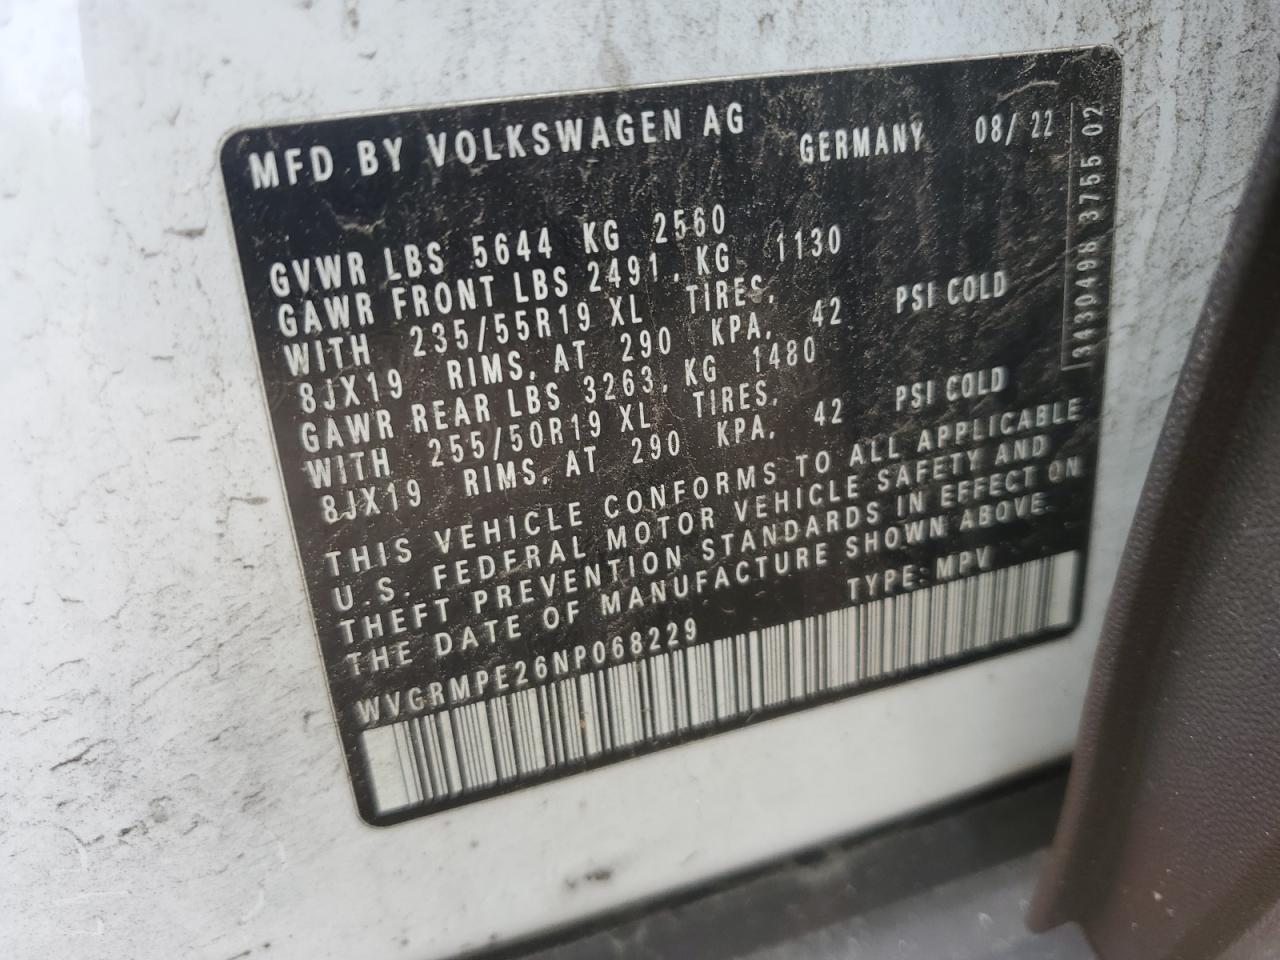 MFD BY VOLKSWAGEN AG GERMANY 08/ 22
GVWR LBS 5644 KG 2560
GAWR FRONT LBS 2491, KG 1130
WITH 235/55R19 XL TIRES,
8JX19 RIMS, AT 290 KPA, 42 PSI COLD
GAWR REAR LBS 3263, KG 1480
WITH 255/50R19 XL TIRES,
8JX19 RIMS, AT 290 KPA, 42 PSI COLD
THIS VEHICLE CONFORMS TO ALL APPLICABLE
U.S. FEDERAL MOTOR VEHICLE SAFETY AND
THEFT PREVENTION STANDARDS IN EFFECT ON
THE DATE OF MANUFACTURE SHOWN ABOVE.
WVGRMPE26NP068229 TYPE: MPV
3755 02